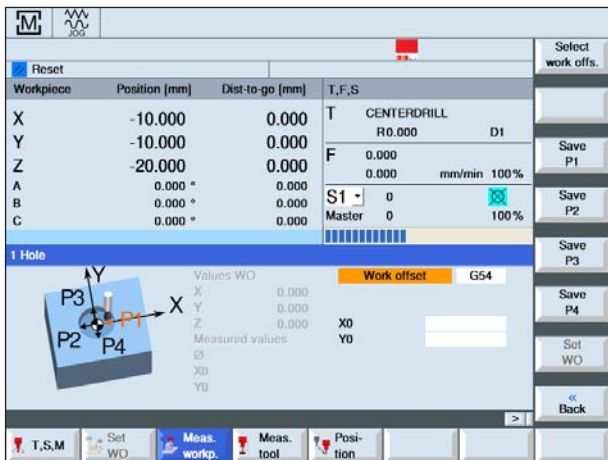 M
JOG
Select
work offs.
Reset
Workpiece Position [mm] Dist-to-go [mm] T,F,S
X -10.000 0.000
Y -10.000 0.000
Z -20.000 0.000
A 0.000 ° 0.000
B 0.000 ° 0.000
C 0.000 ° 0.000
T CENTERDRILL
R0.000 D1
F 0.000
0.000 mm/min 100%
S1 0
Master 0 100%
Save
P1
Save
P2
Save
P3
Save
P4
Set
WO
«
Back
1 Hole
Y
X
P3
P1
P2
P4
Values WO
X 0.000
Y 0.000
Z 0.000
Measured values
Ø
X0
Y0
Work offset G54
X0
Y0
>
T,S,M
Set
WO
Meas.
workp.
Meas.
tool
Posi-
tion